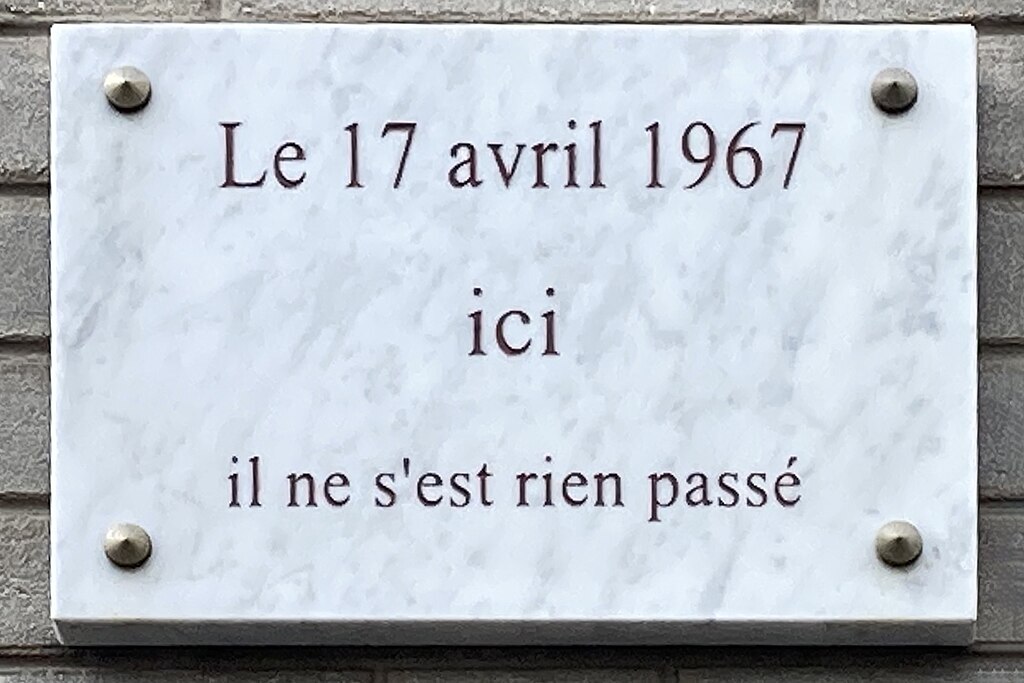 Le 17 avril 1967
ici
il ne s'est rien passé